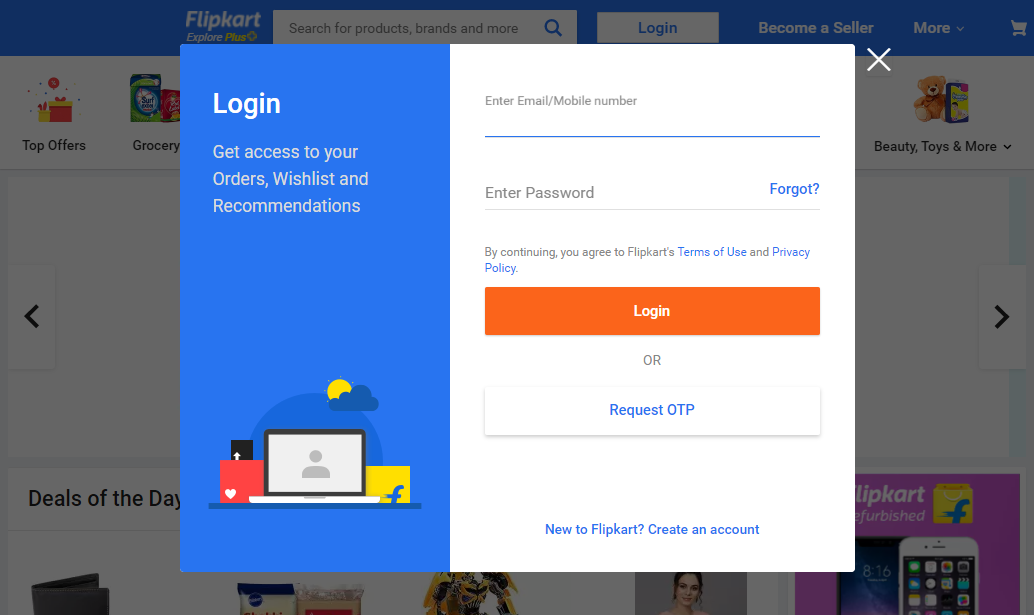 Flipkart
Explore Plus
Search for products, brands and more
Login
Become a Seller
More
Top Offers
Grocery
Beauty, Toys & More
Login
Get access to your
Orders, Wishlist and
Recommendations
Enter Email/Mobile number
Enter Password
Forgot?
By continuing, you agree to Flipkart's Terms of Use and Privacy
Policy.
Login
OR
Request OTP
New to Flipkart? Create an account
Deals of the Day
lipkart
efurbished
8:16